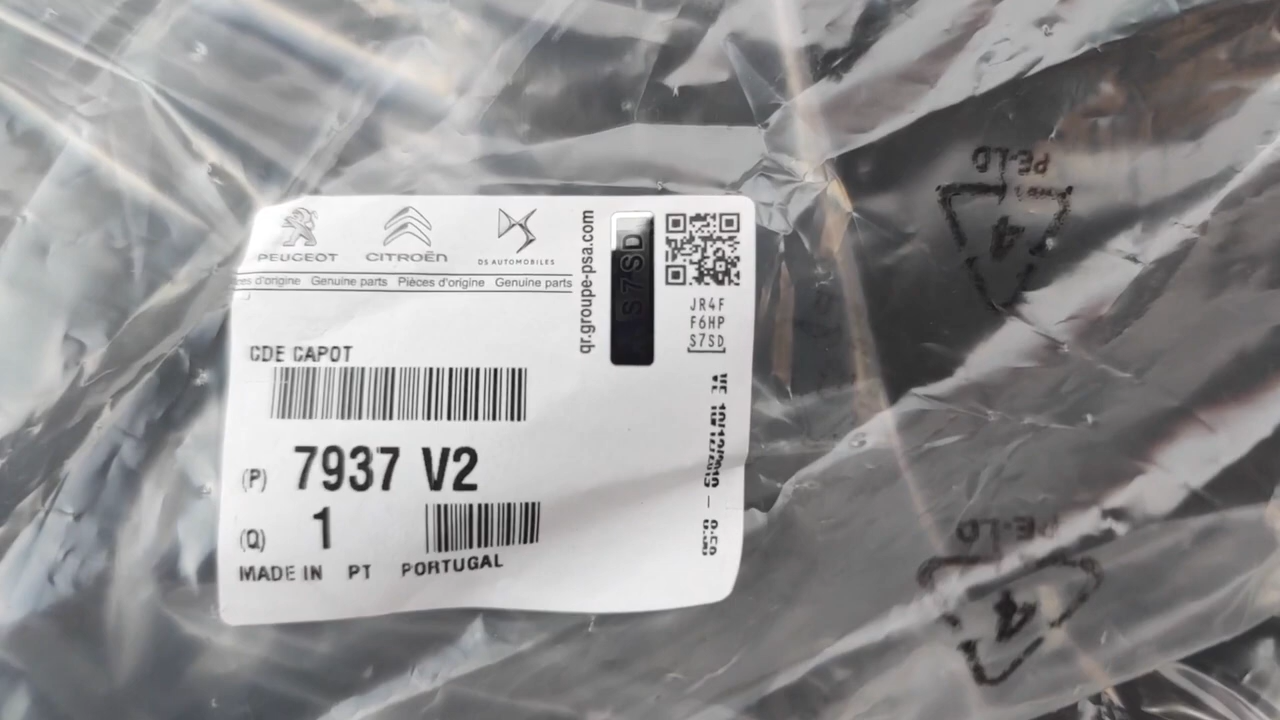 PEUGEOT CITROËN DS AUTOMOBILES
d'origine Genuine parts Pièces d'origine Genuine parts
qr.groupe-psa.com
S7SD
JR4F
F6HP
S7SD
CDE CAPOT
(P) 7937 V2
(Q) 1
MADE IN PT PORTUGAL
PE-LD
4
PE-LD
4